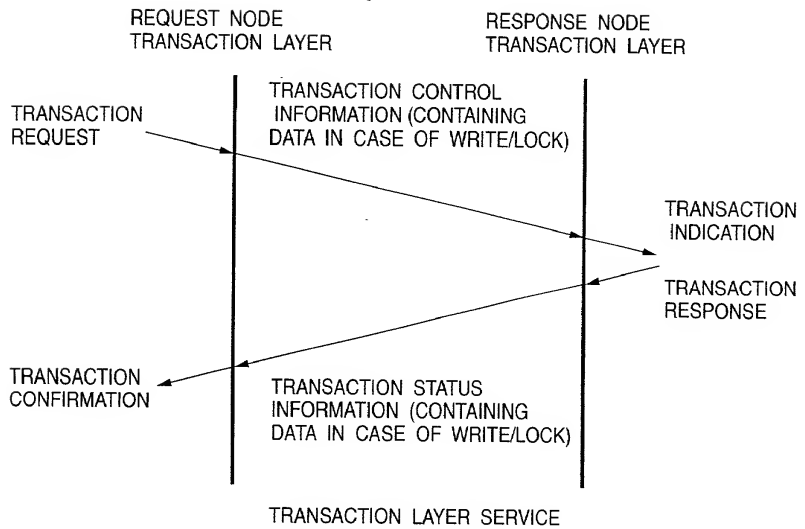 REQUEST NODE
TRANSACTION LAYER
RESPONSE NODE
TRANSACTION LAYER
TRANSACTION CONTROL
INFORMATION (CONTAINING
DATA IN CASE OF WRITE/LOCK)
TRANSACTION
REQUEST
TRANSACTION
INDICATION
TRANSACTION
RESPONSE
TRANSACTION
CONFIRMATION
TRANSACTION STATUS
INFORMATION (CONTAINING
DATA IN CASE OF WRITE/LOCK)
TRANSACTION LAYER SERVICE